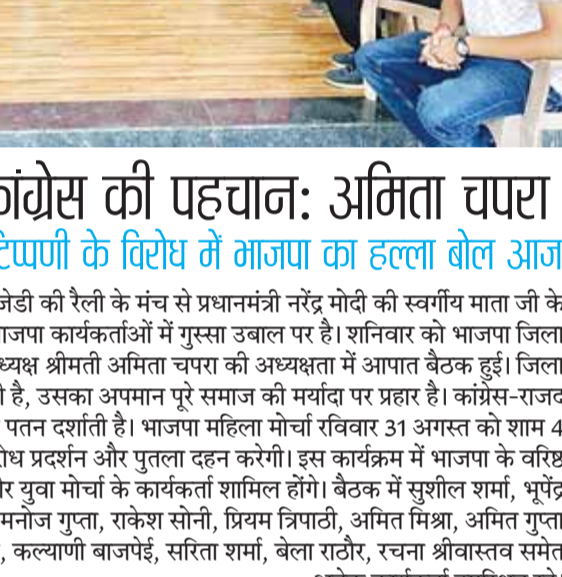 कांग्रेस की पहचान: अमिता चपरा
टिप्पणी के विरोध में भाजपा का हल्ला बोल आज
जेडी की रैली के मंच से प्रधानमंत्री नरेंद्र मोदी की स्वर्गीय माता जी के
भाजपा कार्यकर्ताओं में गुस्सा उबाल पर है। शनिवार को भाजपा जिला
ध्यक्ष श्रीमती अमिता चपरा की अध्यक्षता में आपात बैठक हुई। जिला
है, उसका अपमान पूरे समाज की मर्यादा पर प्रहार है। कांग्रेस-राजद
पतन दर्शाती है। भाजपा महिला मोर्चा रविवार 31 अगस्त को शाम 4
रोध प्रदर्शन और पुतला दहन करेगी। इस कार्यक्रम में भाजपा के वरिष्ठ
र युवा मोर्चा के कार्यकर्ता शामिल होंगे। बैठक में सुशील शर्मा, भूपेंद्र
मनोज गुप्ता, राकेश सोनी, प्रियम त्रिपाठी, अमित मिश्रा, अमित गुप्ता
, कल्याणी बाजपेई, सरिता शर्मा, बेला राठौर, रचना श्रीवास्तव समेत